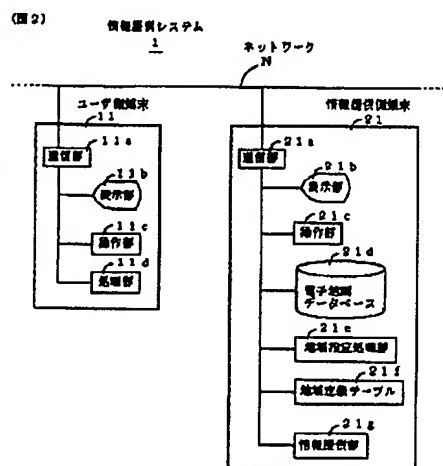 (図2)
情報提供システム
1
ネットワーク
N
ユーザ側端末
11
情報提供側端末
21
通信部 11a
表示部 11b
操作部 11c
処理部 11d
通信部 21a
表示部 21b
操作部 21c
21d
電子地図
データベース
21e
地域指定処理部
21f
地域定義テーブル
21g
情報提供部